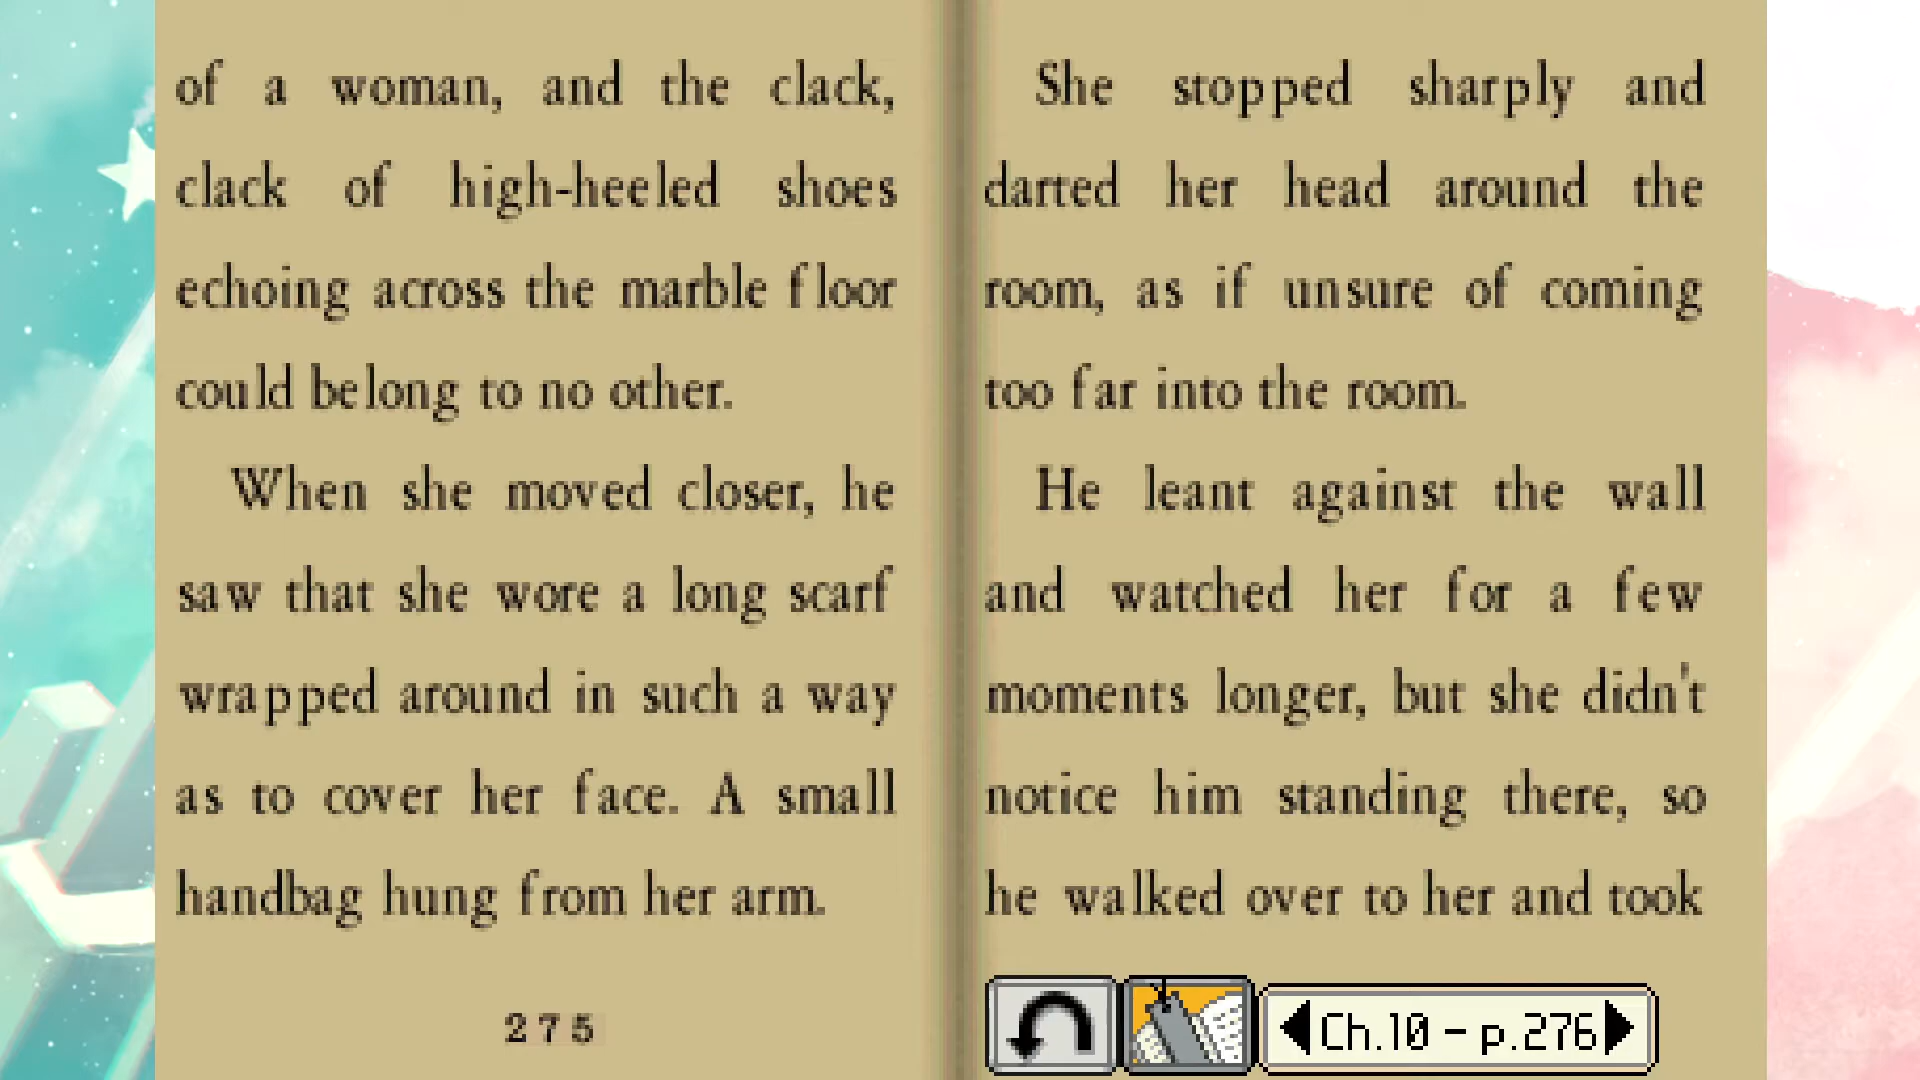 of a woman, and the clack,
clack of high-heeled shoes
echoing across the marble floor
could belong to no other.
When she moved closer, he
saw that she wore a long scarf
wrapped around in such a way
as to cover her face. A small
handbag hung from her arm.
275
She stopped sharply and
darted her head around the
room, as if unsure of coming
too far into the room.
He leant against the wall
and watched her for a few
moments longer, but she didn't
notice him standing there, so
he walked over to her and took
Ch.10 - p.276